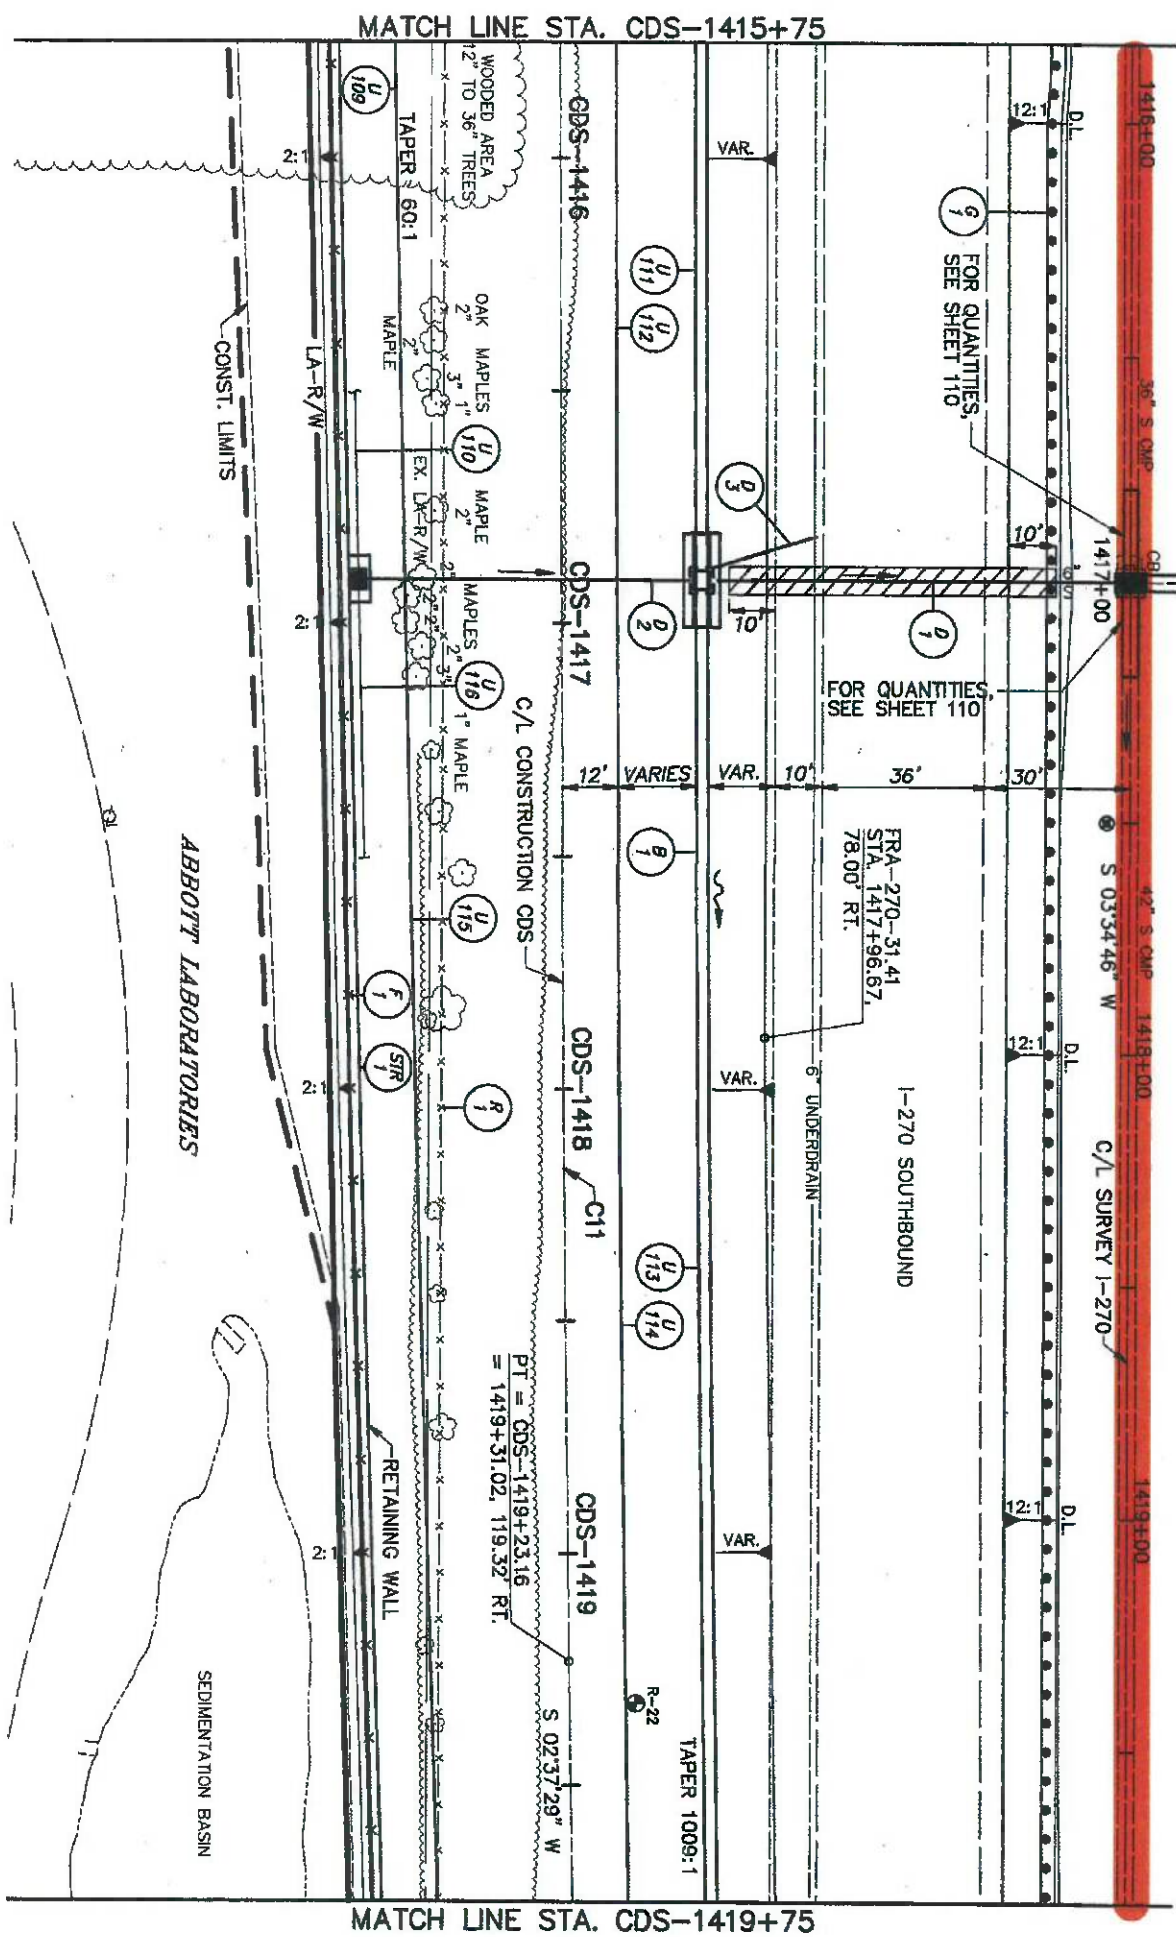 MATCH LINE STA. CDS-1415+75
WOODED AREA
12" TO 36" TREES
U
109
TAPER 60:1
2:1
CDS-1416
VAR.
12:1
D.L.
1416+00
G
1
FOR QUANTITIES,
SEE SHEET 110
U
111
U
112
OAK
2"
MAPLES
3" 1"
2"
MAPLE
CONST. LIMITS
LA-R/W
U
110
EX. LA-R/W
MAPLE
2"
D
3
36" S CMP
10'
1417+00
CB
CDS-1417
D
2
10'
D
1
2:1
2"
2"
2"
MAPLES
2"
3"
U
116
1" MAPLE
FOR QUANTITIES,
SEE SHEET 110
C/L CONSTRUCTION CDS
12'
VARIES
VAR.
10'
36'
30'
S 03°34'46" W
42" S CMP
1418+00
B
1
FRA-270-31.41
STA. 1417+96.67,
78.00' RT.
ABBOTT LABORATORIES
U
115
F
1
STR
1
R
1
2:1
CDS-1418
C11
VAR.
6" UNDERDRAIN
I-270 SOUTHBOUND
12:1
D.L.
C/L SURVEY I-270
U
113
U
114
PT = CDS-1419+23.16
= 1419+31.02, 119.32' RT.
RETAINING WALL
2:1
CDS-1419
VAR.
12:1
D.L.
1419+00
R-22
S 02°37'29" W
TAPER 1009:1
SEDIMENTATION BASIN
MATCH LINE STA. CDS-1419+75